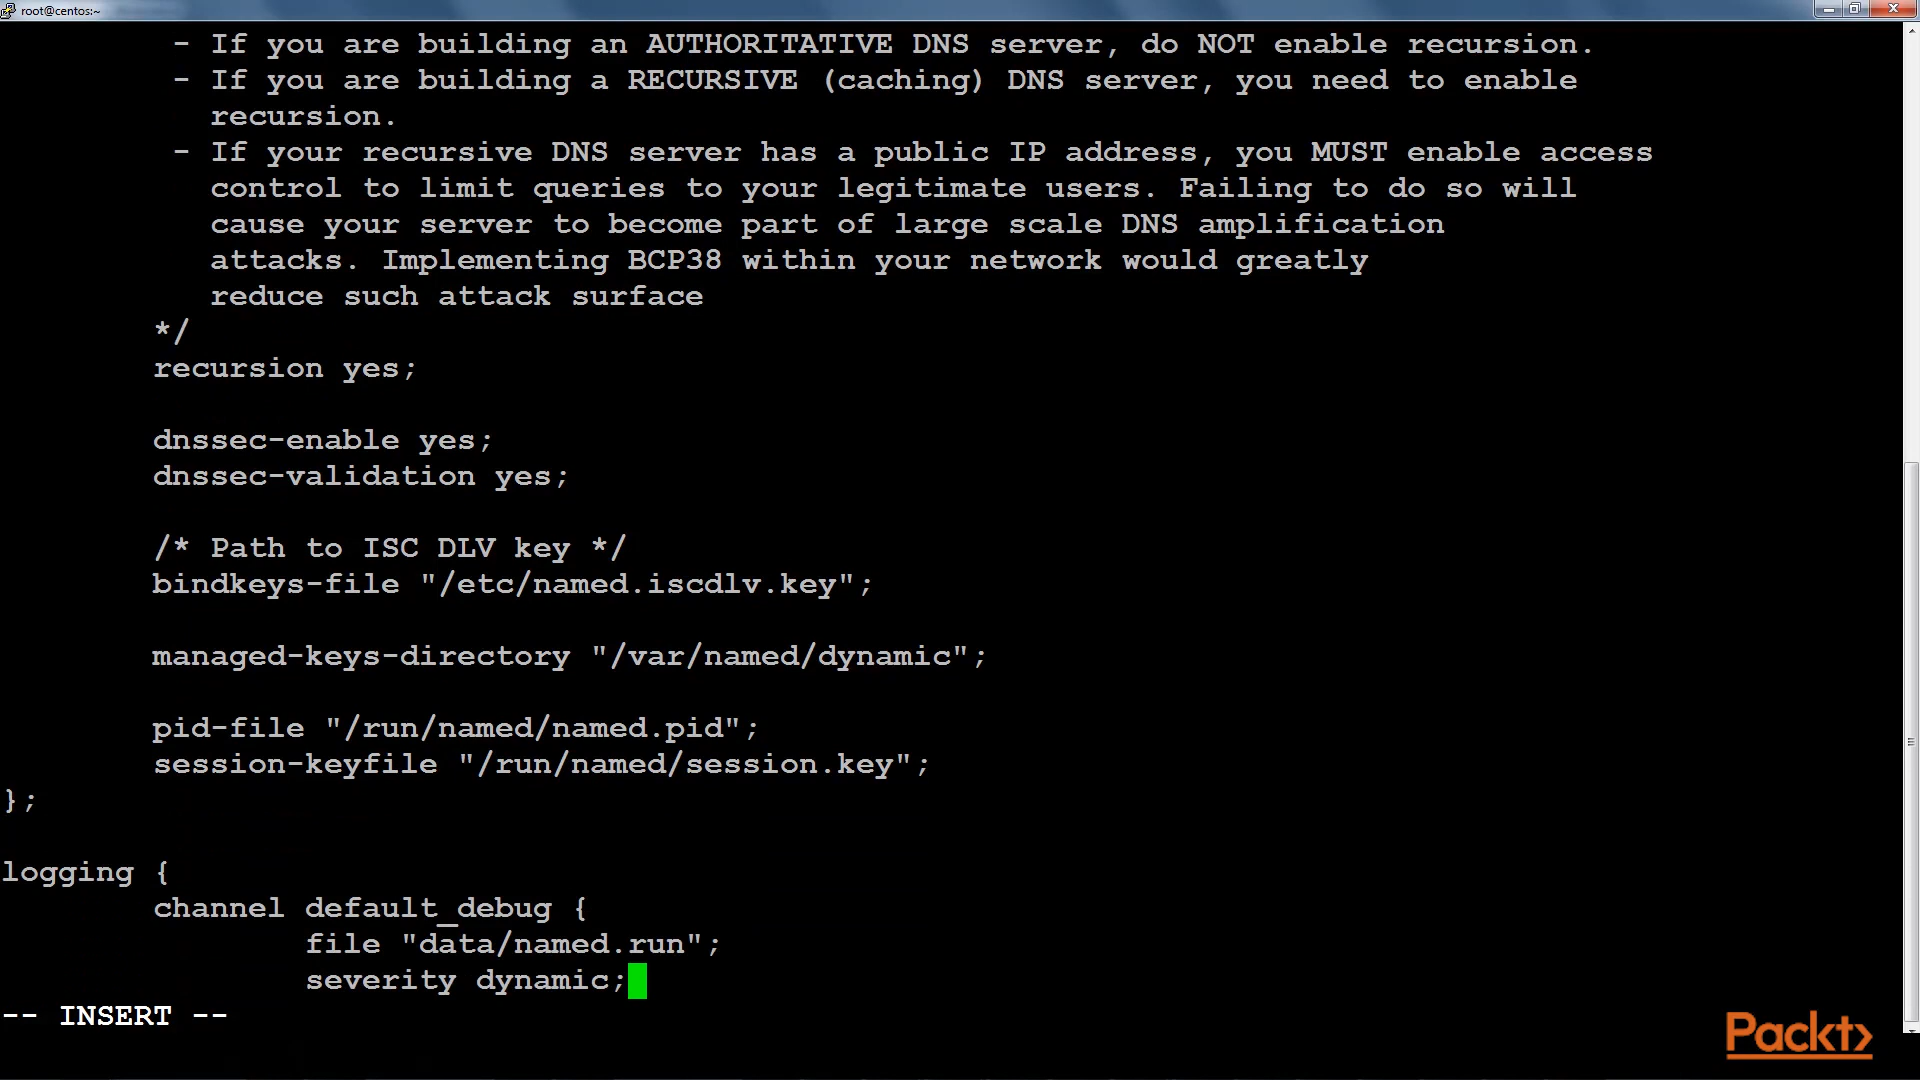 root@centos:~
- If you are building an AUTHORITATIVE DNS server, do NOT enable recursion.
- If you are building a RECURSIVE (caching) DNS server, you need to enable
recursion.
- If your recursive DNS server has a public IP address, you MUST enable access
control to limit queries to your legitimate users. Failing to do so will
cause your server to become part of large scale DNS amplification
attacks. Implementing BCP38 within your network would greatly
reduce such attack surface
*/
recursion yes;
dnssec-enable yes;
dnssec-validation yes;
/* Path to ISC DLV key */
bindkeys-file "/etc/named.iscdlv.key";
managed-keys-directory "/var/named/dynamic";
pid-file "/run/named/named.pid";
session-keyfile "/run/named/session.key";
};
logging {
channel default_debug {
file "data/named.run";
severity dynamic;
-- INSERT --
Packt>